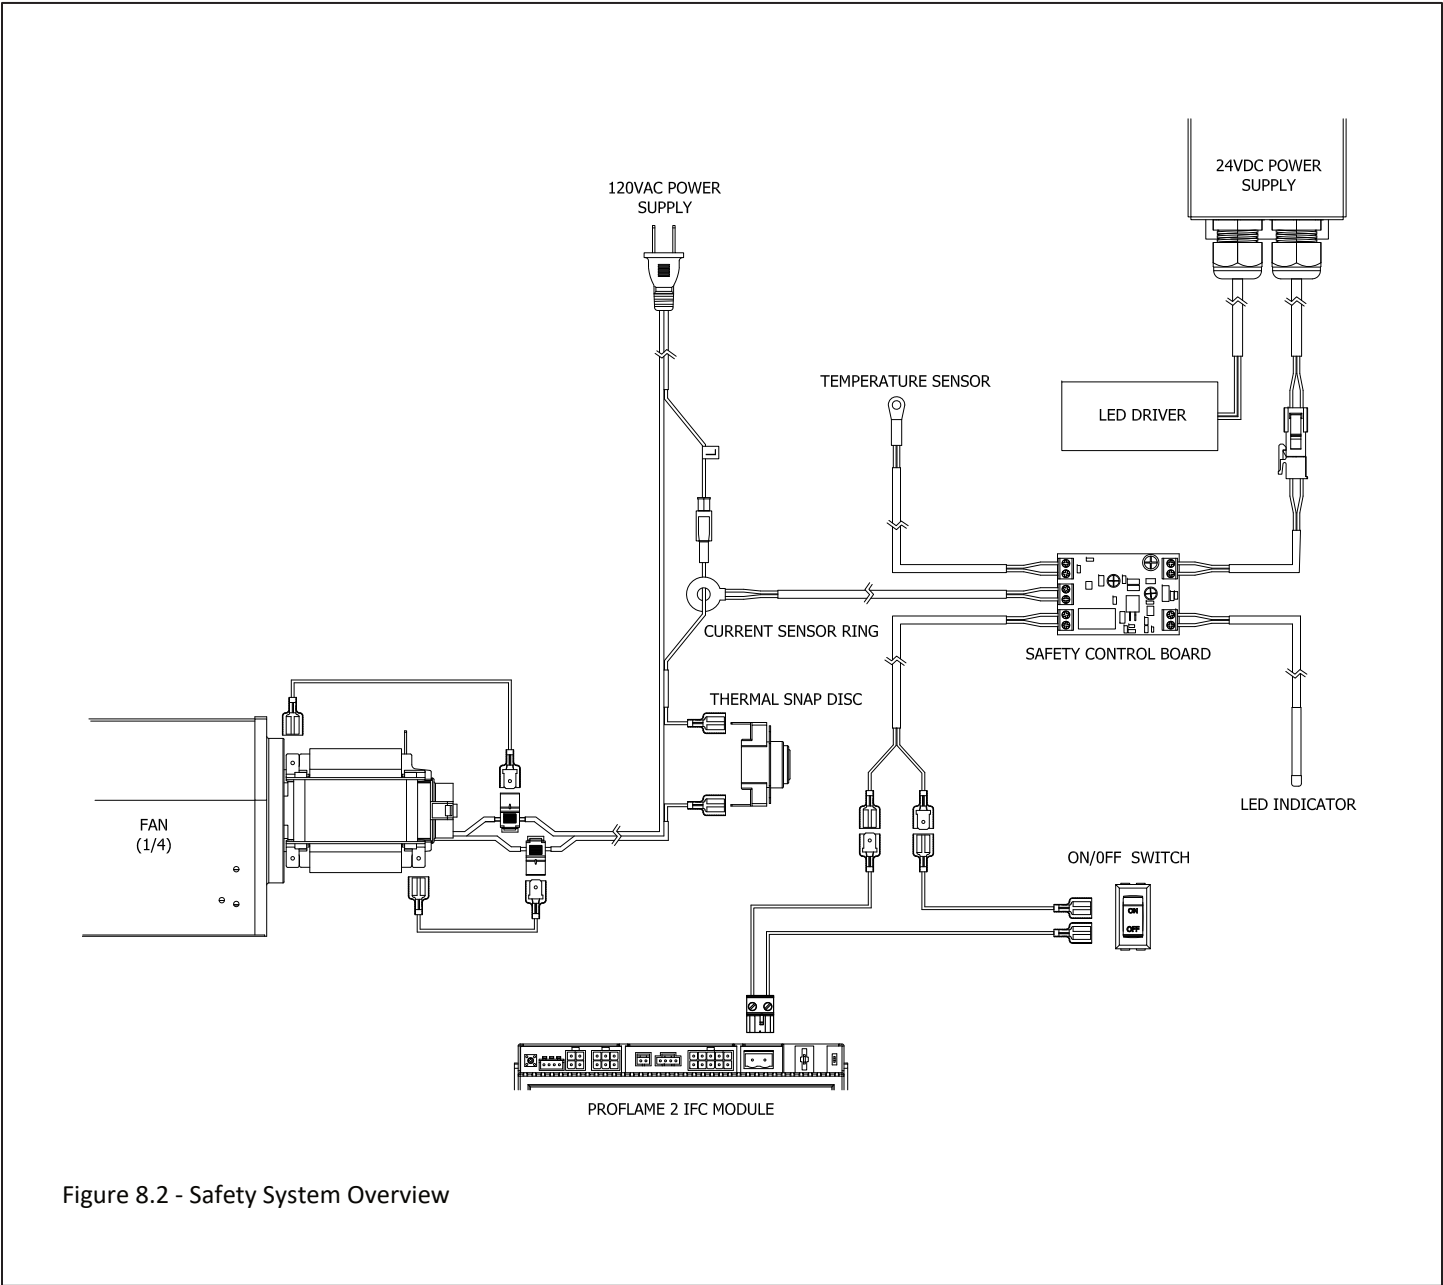 120VAC POWER
SUPPLY
24VDC POWER
SUPPLY
TEMPERATURE SENSOR
LED DRIVER
L
CURRENT SENSOR RING
SAFETY CONTROL BOARD
THERMAL SNAP DISC
LED INDICATOR
FAN
(1/4)
ON/0FF SWITCH
ON
OFF
PROFLAME 2 IFC MODULE
Figure 8.2 - Safety System Overview